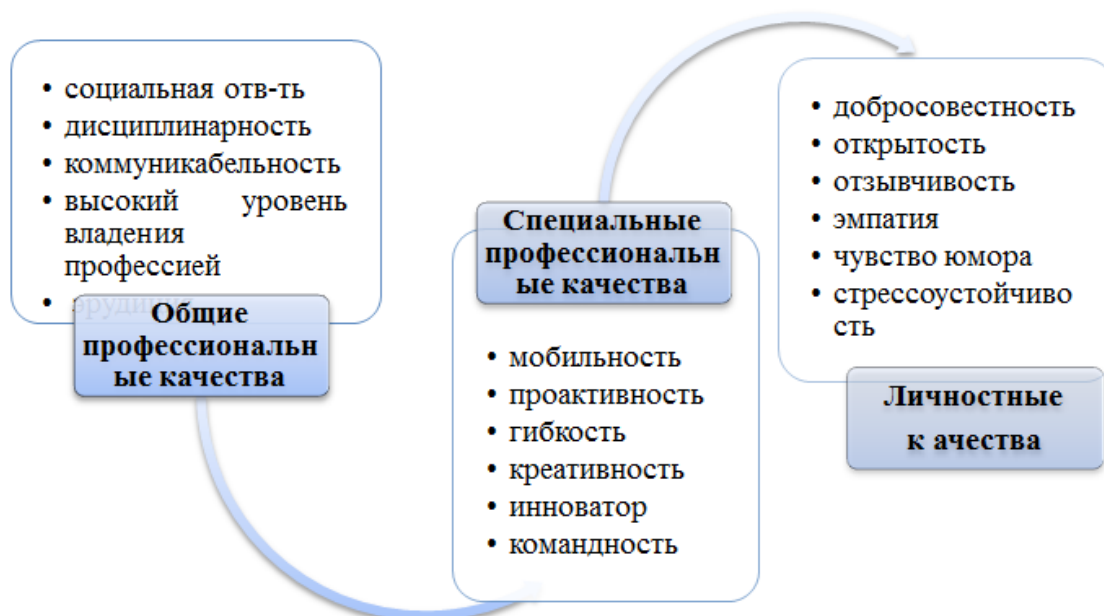 • социальная отв-ть
• дисциплинарность
• коммуникабельность
• высокий уровень
владения
профессией
• эрудиция
Общие
профессиональн
ые качества
Специальные
профессиональн
ые качества
• мобильность
• проактивность
• гибкость
• креативность
• инноватор
• командность
• добросовестность
• открытость
• отзывчивость
• эмпатия
• чувство юмора
• стрессоустойчиво
сть
Личностные
к ачества